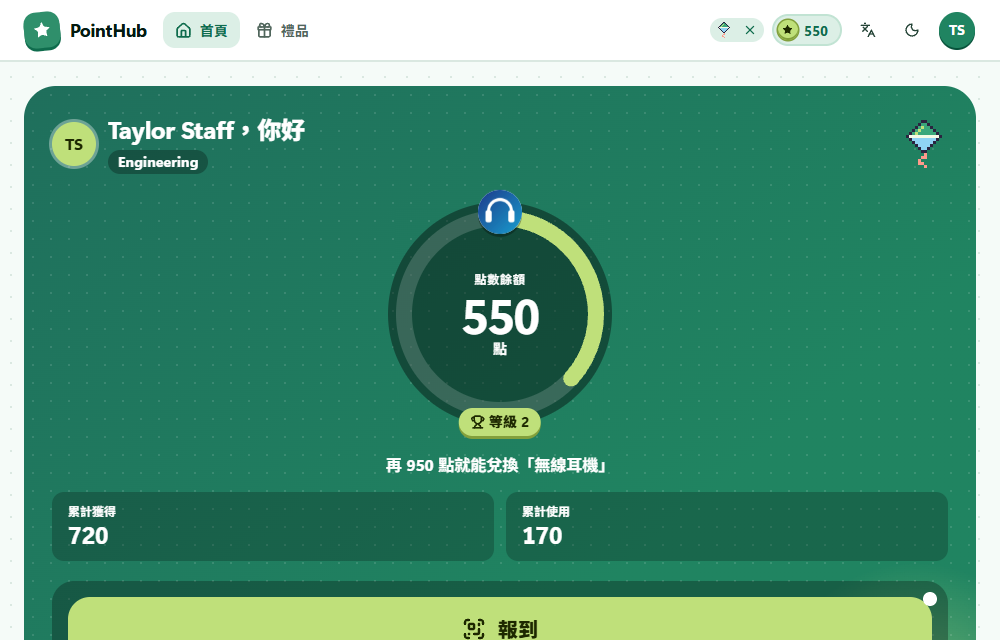 PointHub
首頁
禮品
550
TS
TS
Taylor Staff，你好
Engineering
點數餘額
550
點
等級 2
再 950 點就能兌換「無線耳機」
累計獲得
720
累計使用
170
報到